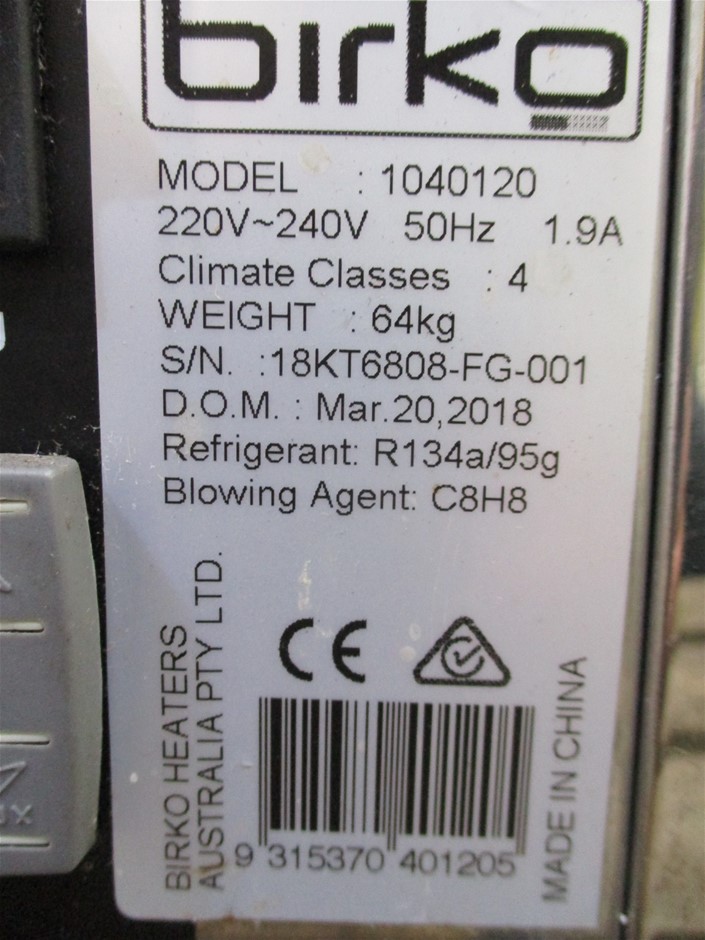 birko
MODEL : 1040120
220V~240V 50Hz 1.9A
Climate Classes : 4
WEIGHT : 64kg
S/N. :18KT6808-FG-001
D.O.M. : Mar.20,2018
Refrigerant: R134a/95g
Blowing Agent: C8H8
BIRKO HEATERS
AUSTRALIA PTY LTD.
CE
9 315370 401205
MADE IN CHINA